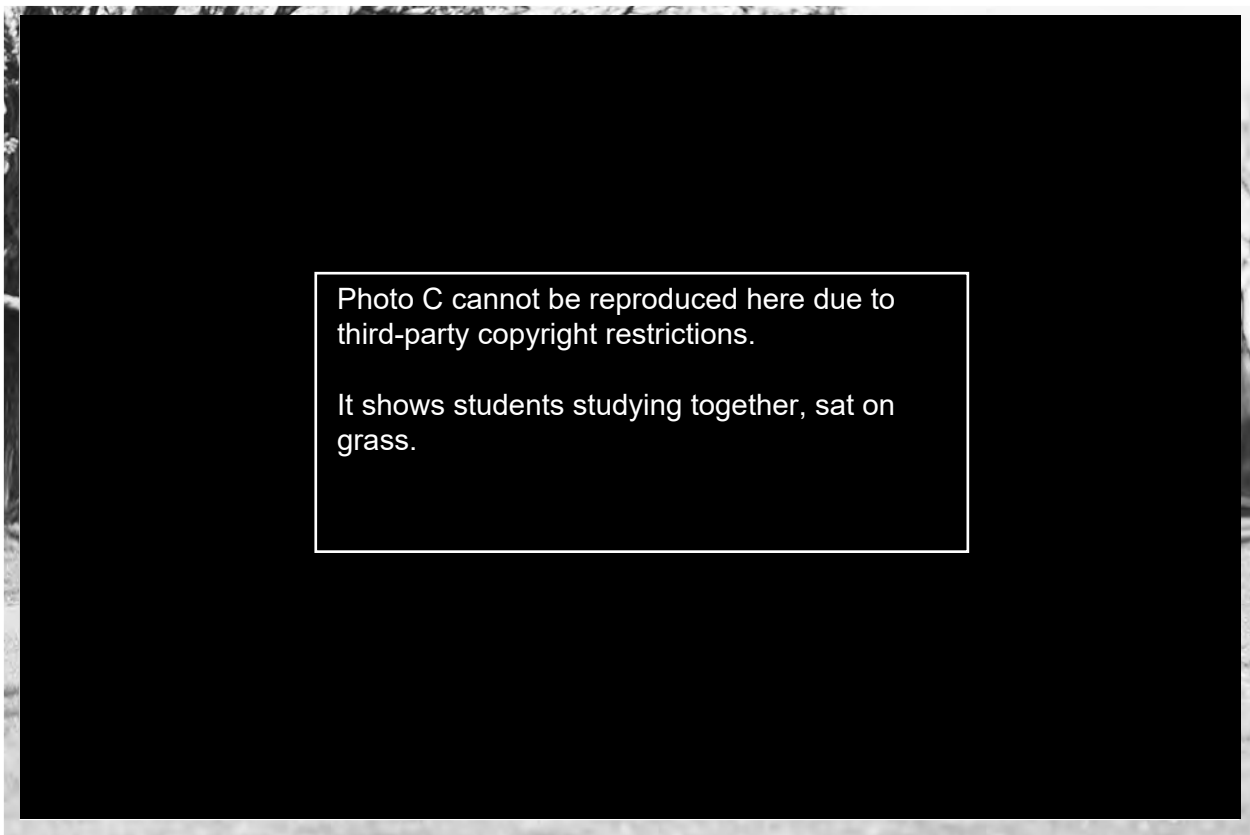 Photo C cannot be reproduced here due to
third-party copyright restrictions.
It shows students studying together, sat on
grass.